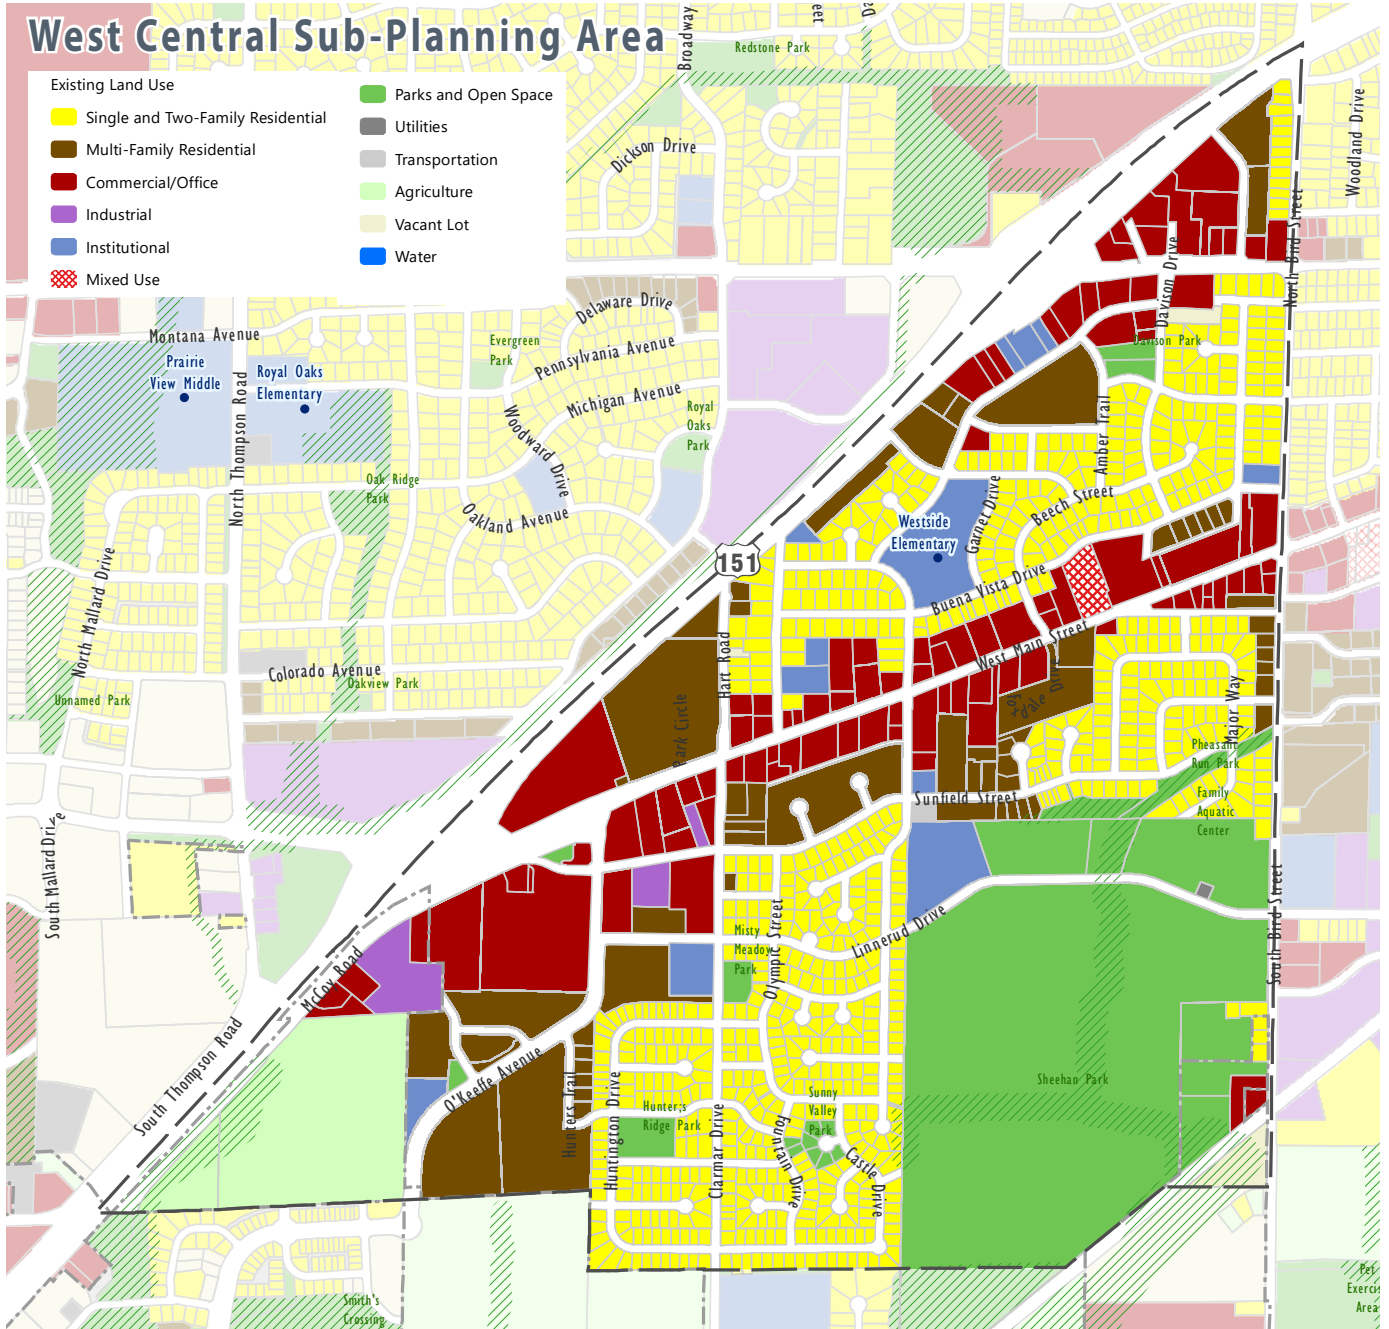 West Central Sub-Planning Area
Existing Land Use
Single and Two-Family Residential
Multi-Family Residential
Commercial/Office
Industrial
Institutional
Mixed Use
Parks and Open Space
Utilities
Transportation
Agriculture
Vacant Lot
Water
Broadway
eet
Redstone Park
Dickson Drive
Woodland Drive
North Bird Street
Davison Drive
Davison Park
Delaware Drive
Pennsylvania Avenue
Michigan Avenue
Evergreen
Park
Montana Avenue
Prairie
View Middle
Royal Oaks
Elementary
North Thompson Road
Woodward Drive
Royal
Oaks
Park
Oak Ridge
Park
Oakland Avenue
Amber Trail
Beech Street
Garnet Drive
Westside
Elementary
151
Buena Vista Drive
West Main Street
North Mallard Drive
Colorado Avenue
Oakview Park
Unnamed Park
Hart Road
Park Circle
Major Way
Pheasant
Run Park
Family
Aquatic
Center
Sunfield Street
South Mallard Drive
South Bird Street
Linnerud Drive
Misty
Meadow
Park
Olympic Street
McCoy Road
South Thompson Road
O'Keeffe Avenue
Hunters Trail
Huntington Drive
Hunter;s
Ridge Park
Clarmar Drive
Sunny
Valley
Park
Fountain Drive
Castle Drive
Sheehan Park
Smith's
Crossing
Pet
Exercis
Area